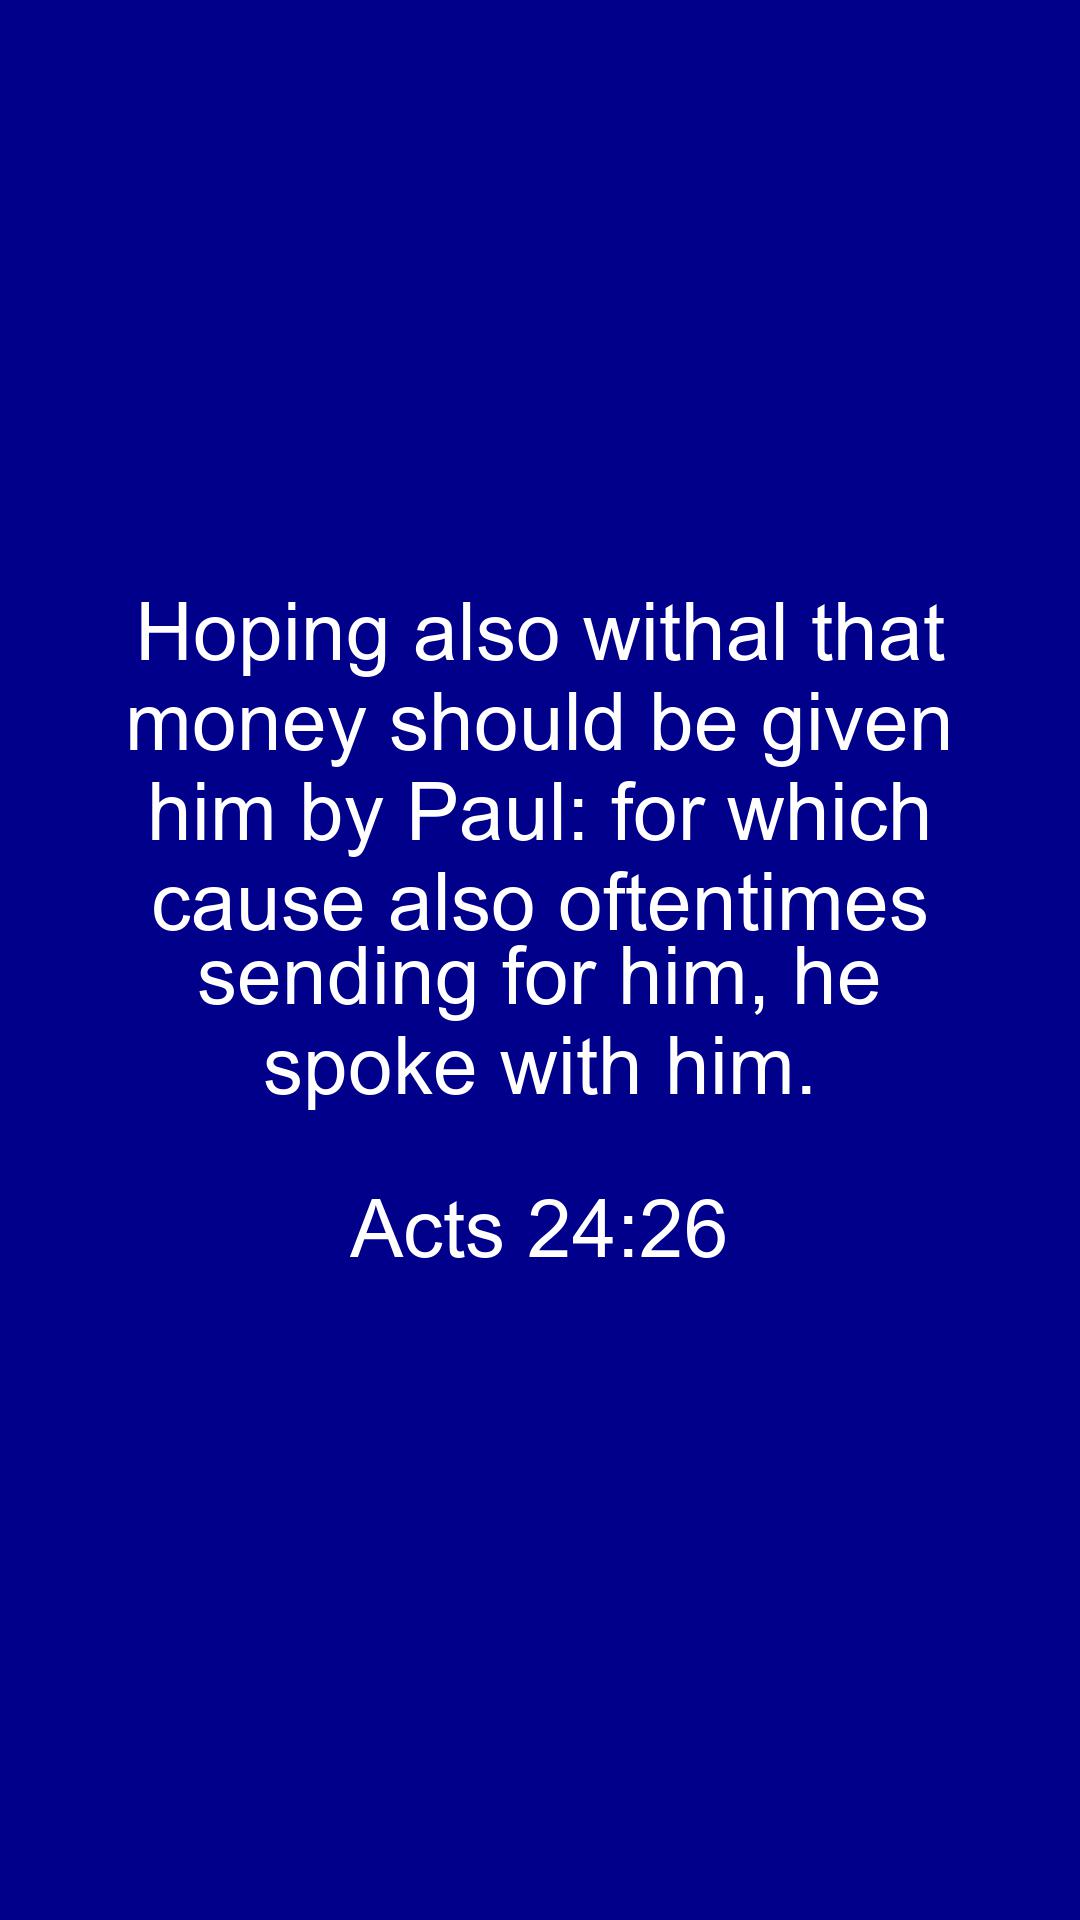 Hoping also withal that
money should be given
him by Paul: for which
cause also oftentimes
sending for him, he
spoke with him.
Acts 24:26